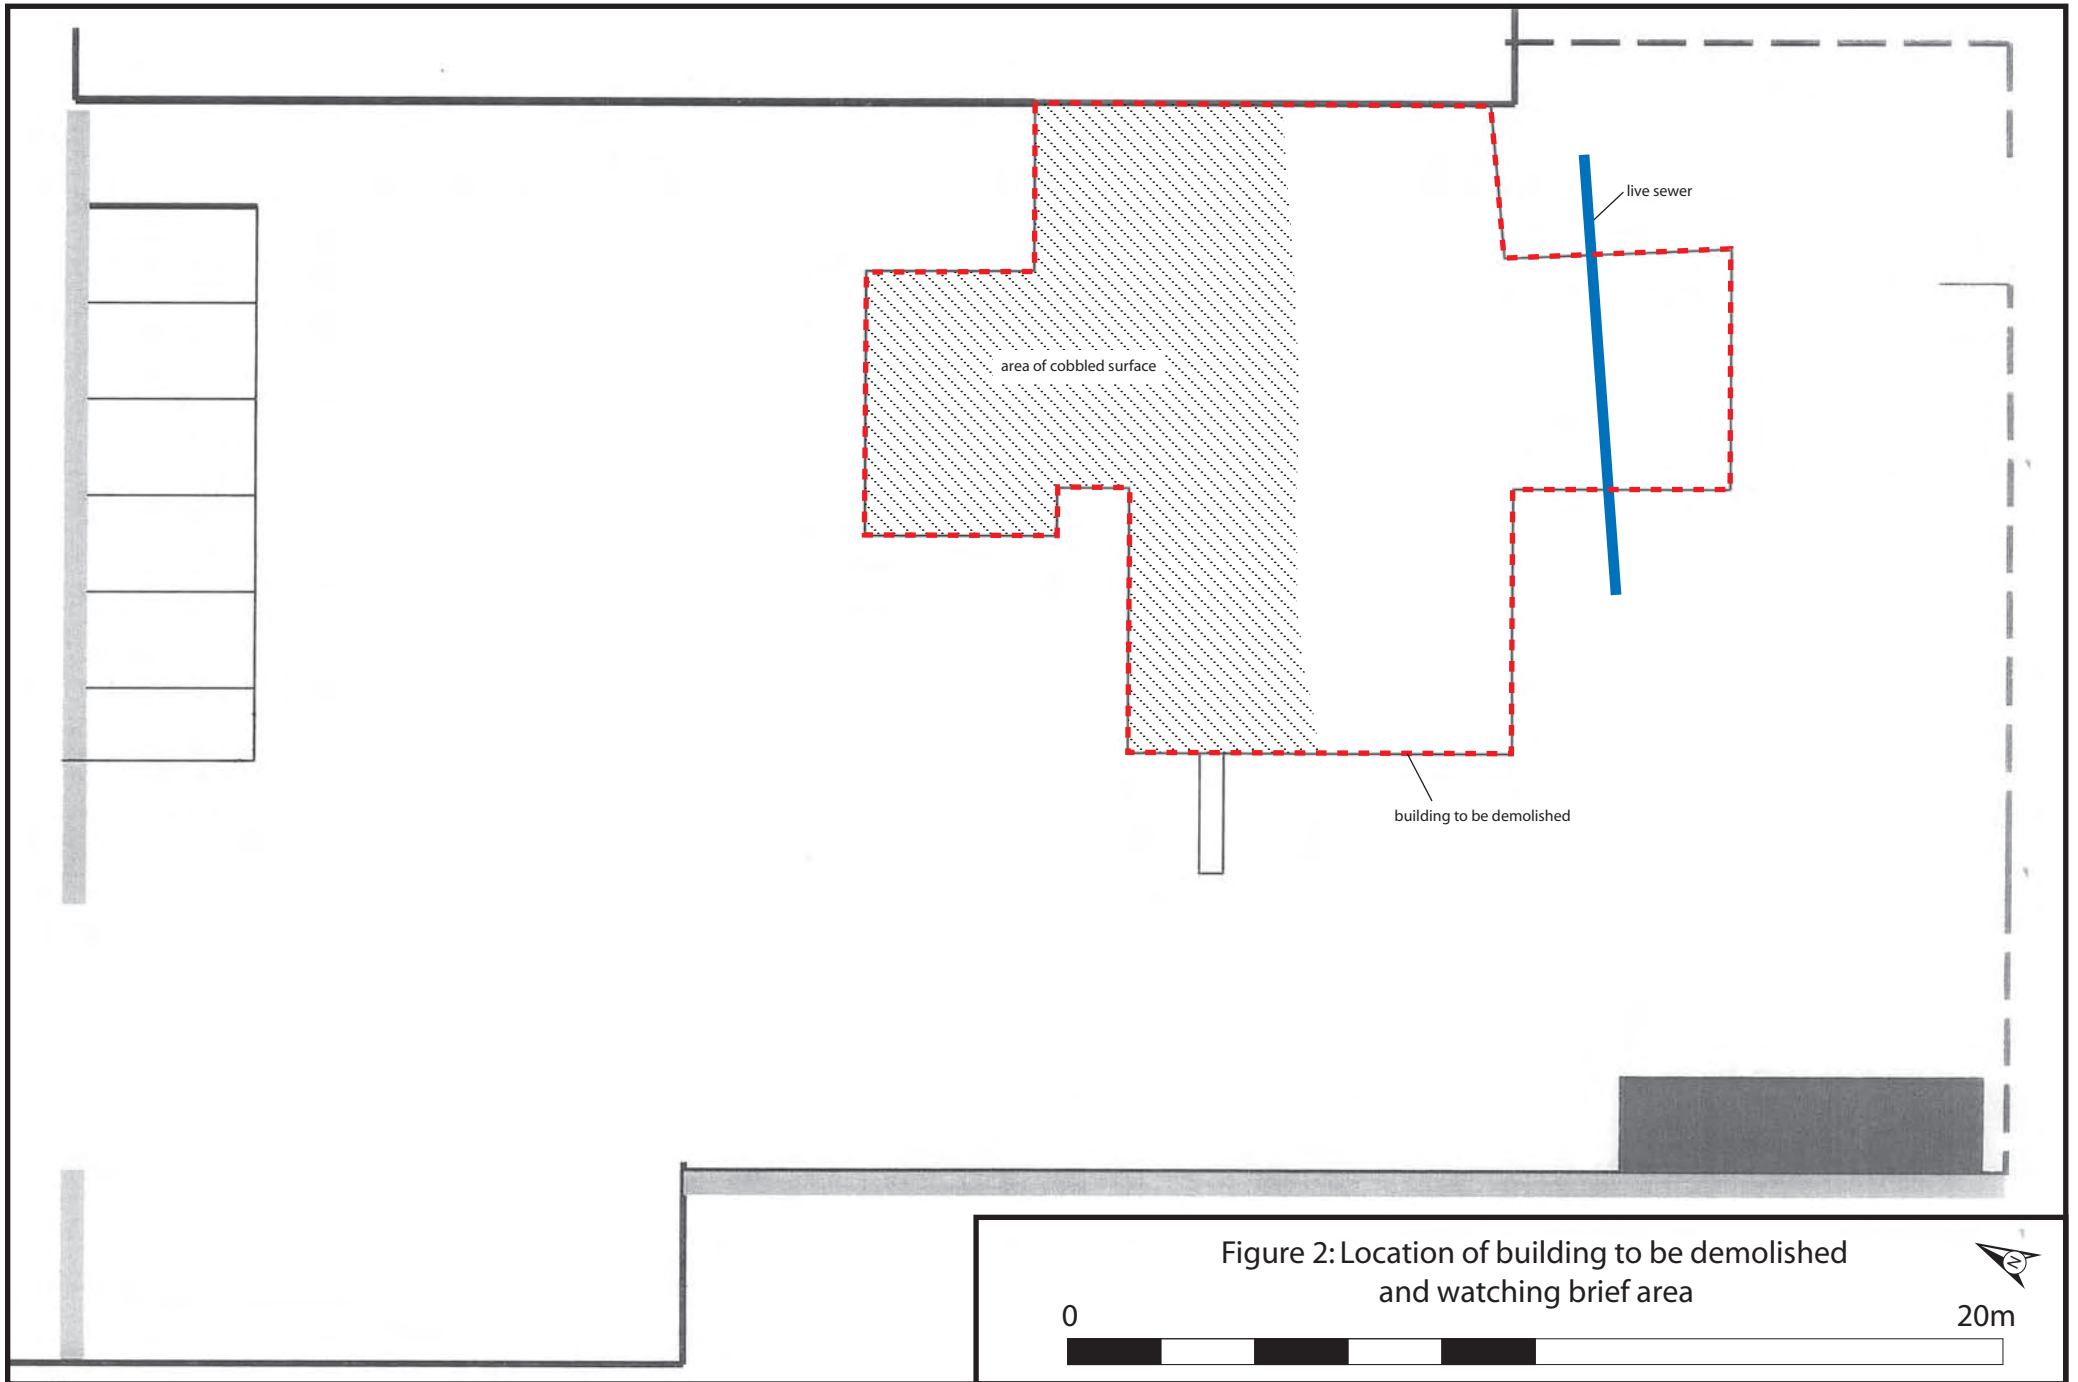 live sewer
area of cobbled surface
building to be demolished
Figure 2: Location of building to be demolished
and watching brief area
N
0 20m